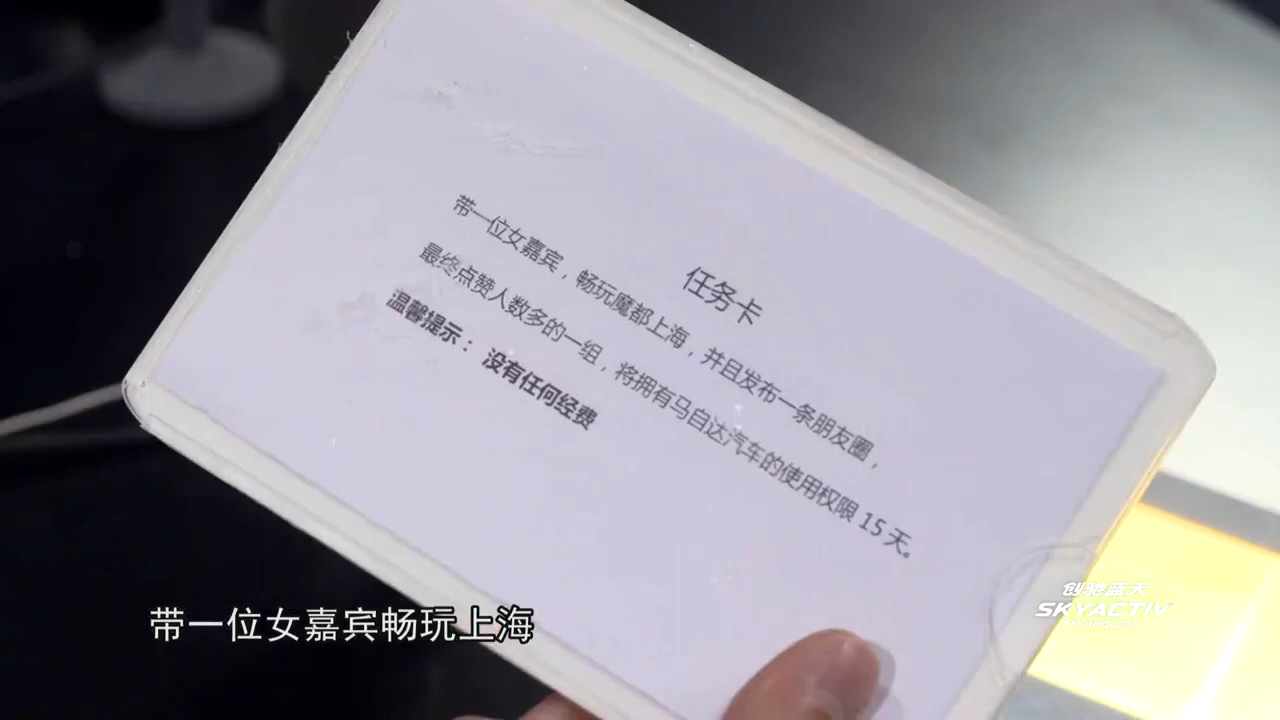 任务卡
带一位女嘉宾，畅玩魔都上海，并且发布一条朋友圈，
最终点赞人数多的一组，将拥有马自达汽车的使用权限 15 天。
温馨提示：没有任何经费
创驰蓝天
SKYACTIV
TECHNOLOGY
带一位女嘉宾畅玩上海